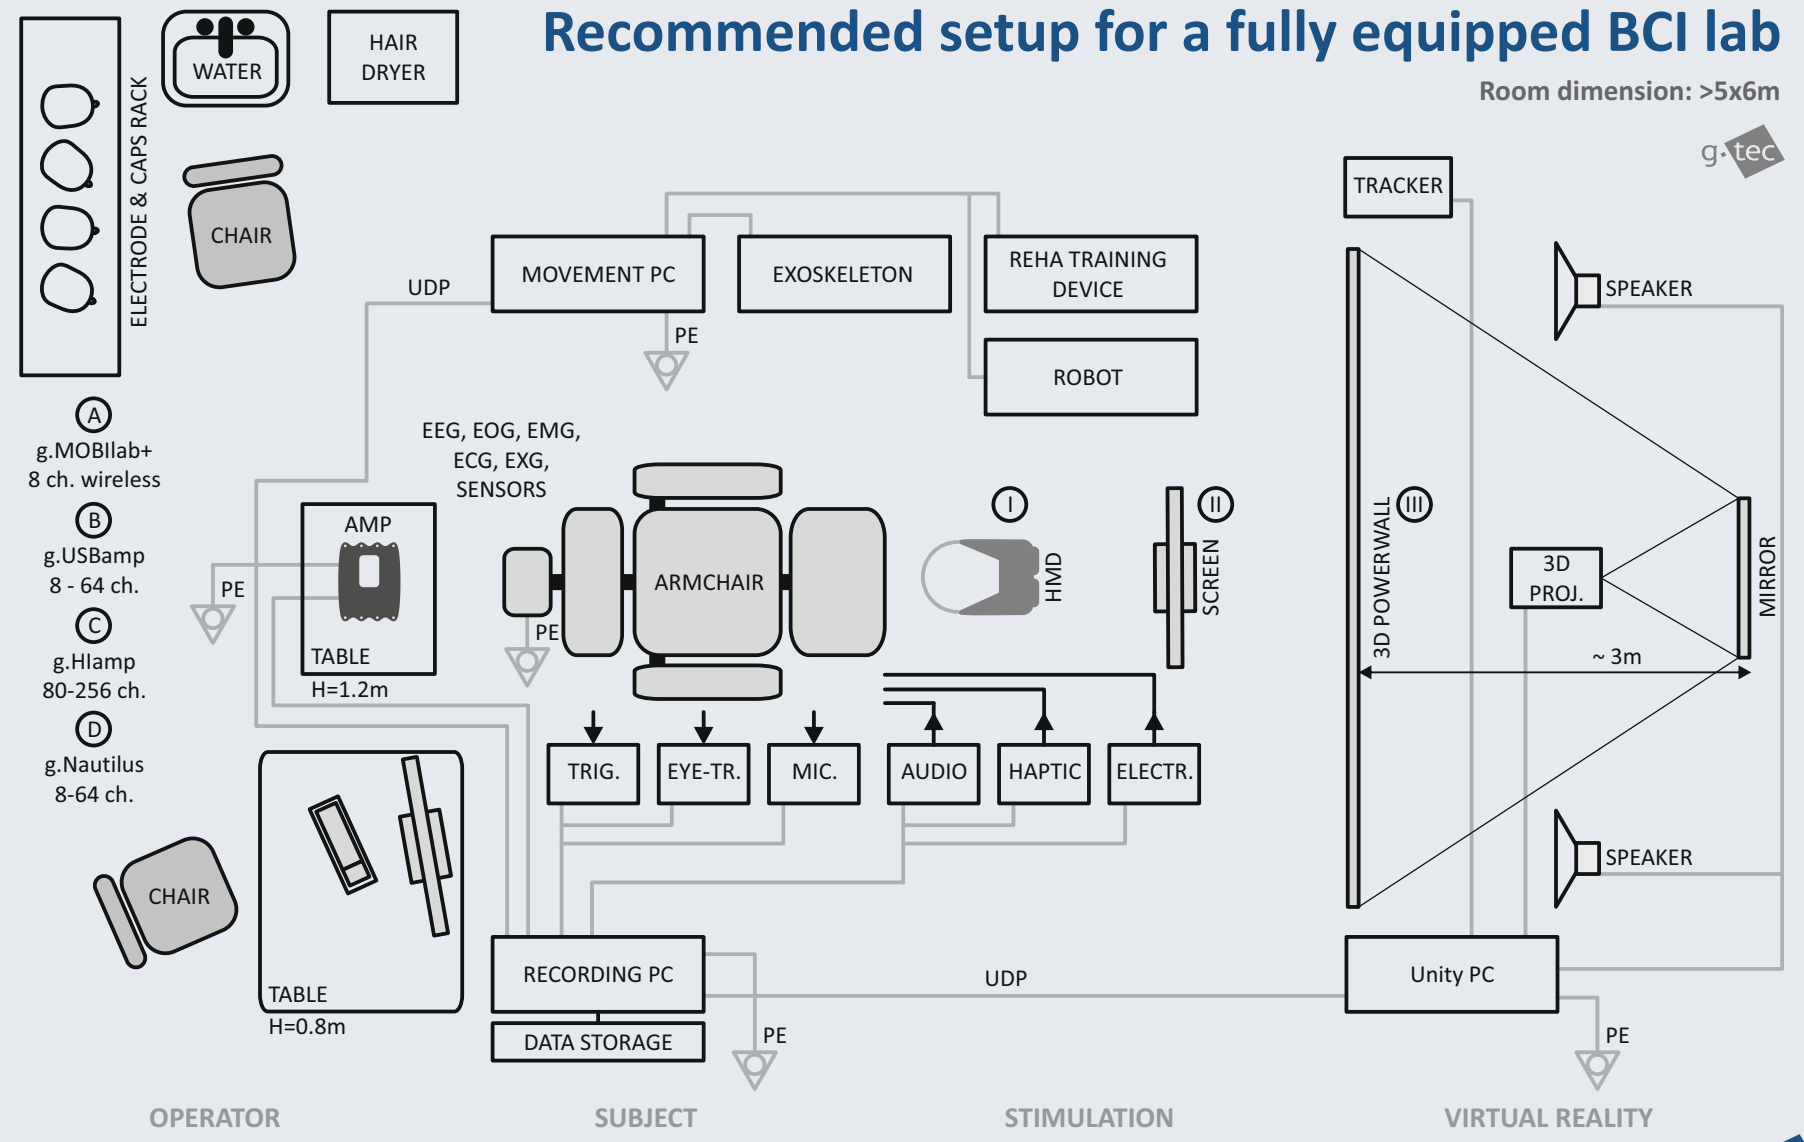 Recommended setup for a fully equipped BCI lab
Room dimension: >5x6m
g.tec
ELECTRODE & CAPS RACK
WATER
HAIR
DRYER
CHAIR
A
g.MOBIlab+
8 ch. wireless
B
g.USBamp
8 - 64 ch.
C
g.HIamp
80-256 ch.
D
g.Nautilus
8-64 ch.
CHAIR
UDP
MOVEMENT PC
PE
EXOSKELETON
REHA TRAINING
DEVICE
ROBOT
EEG, EOG, EMG,
ECG, EXG,
SENSORS
AMP
PE
TABLE
H=1.2m
PE
ARMCHAIR
I
HMD
II
SCREEN
TRIG.
EYE-TR.
MIC.
AUDIO
HAPTIC
ELECTR.
TABLE
H=0.8m
RECORDING PC
DATA STORAGE
PE
UDP
TRACKER
SPEAKER
III
3D POWERWALL
3D
PROJ.
MIRROR
~ 3m
SPEAKER
Unity PC
PE
OPERATOR
SUBJECT
STIMULATION
VIRTUAL REALITY